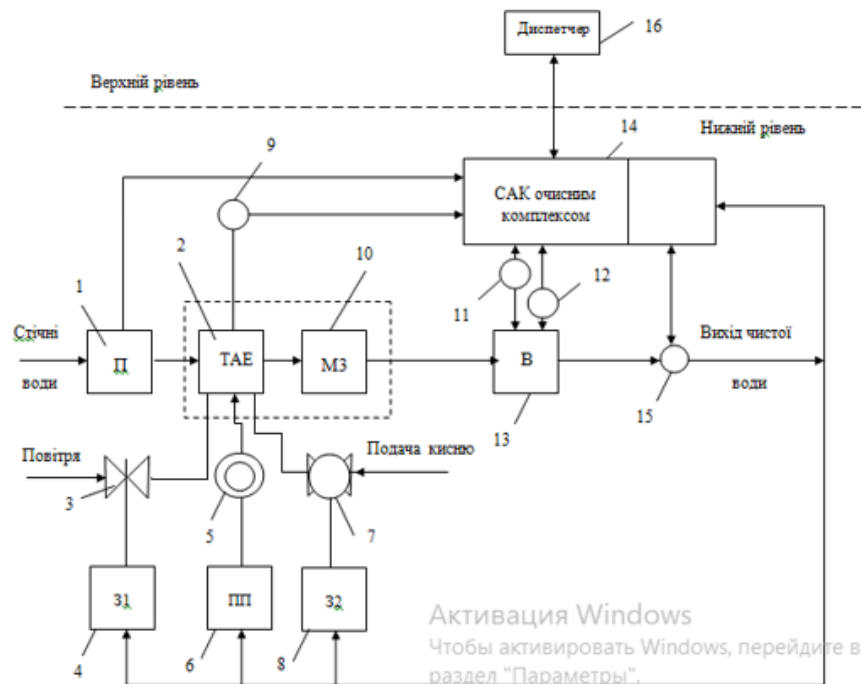 Диспетчер
16
Верхній рівень
Нижній рівень
14
9
САК очисним
комплексом
2
10
1
11
12
Стічні
води
П
ТАЕ
МЗ
В
Вихід чистої
води
15
13
Повітря
Подача кисню
3
5
7
З1
ПП
З2
4
6
8
Активация Windows
Чтобы активировать Windows, перейдите в
раздел "Параметры".